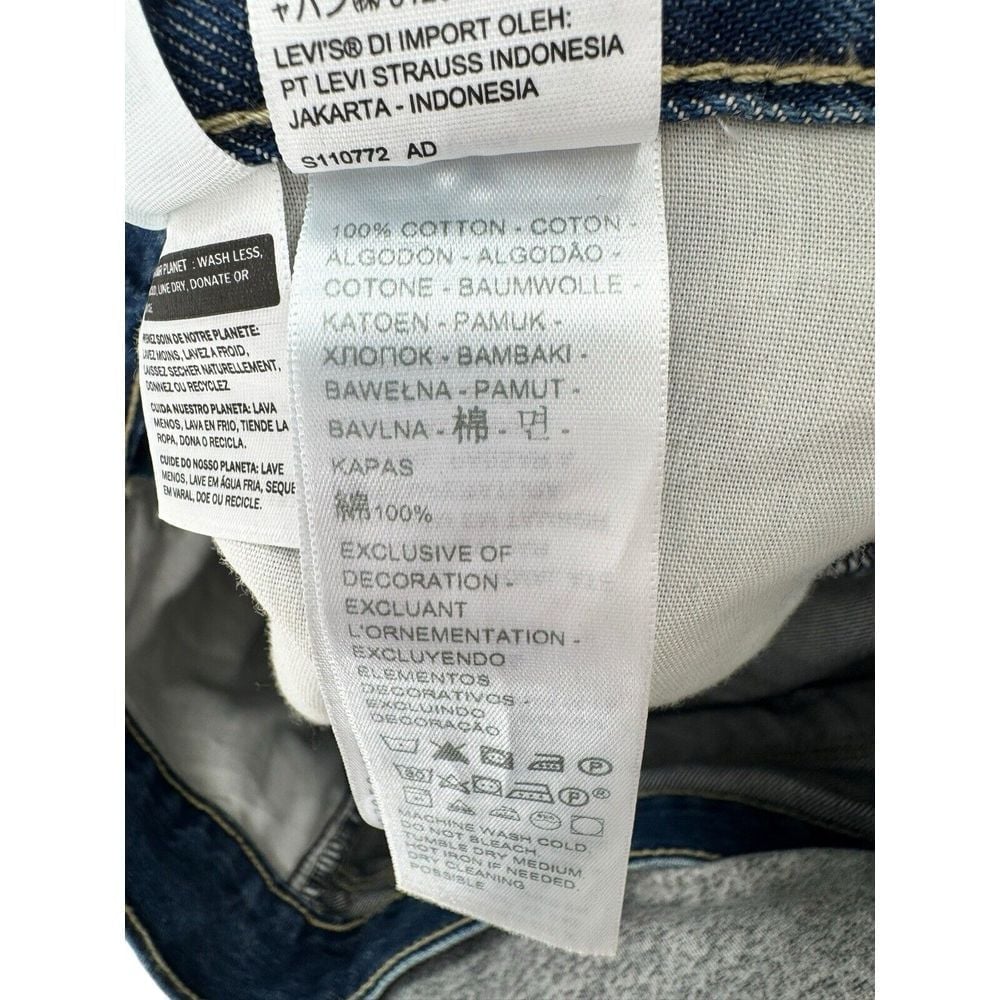 LEVI'S® DI IMPORT OLEH:
PT LEVI STRAUSS INDONESIA
JAKARTA - INDONESIA
S110772 AD
PLANET : WASH LESS,
LINE DRY, DONATE OR
SOIN DE NOTRE PLANETE:
LAVEZ MOINS, LAVEZ A FROID,
LAISSEZ SECHER NATURELLEMENT,
DONNEZ OU RECYCLEZ
CUIDA NUESTRO PLANETA: LAVA
MENOS, LAVA EN FRIO, TIENDE LA
ROPA, DONA O RECICLA.
CUIDE DO NOSSO PLANETA: LAVE
MENOS, LAVE EM ÁGUA FRIA, SEQUE
EM VARAL, DOE OU RECICLE.
100% COTTON - COTON -
ALGODON - ALGODÃO -
COTONE - BAUMWOLLE -
KATOEN - PAMUK -
ХЛОПОК - BAMBAKI -
BAWEŁNA - PAMUT -
BAVLNA - 棉 - 면 -
KAPAS
綿100%
EXCLUSIVE OF
DECORATION -
EXCLUANT
L'ORNEMENTATION -
EXCLUYENDO
ELEMENTOS
DECORATIVOS -
EXCLUINDO
DECORAÇÃO
MACHINE WASH COLD
DO NOT BLEACH
TUMBLE DRY MEDIUM
HOT IRON IF NEEDED,
DRY CLEANING
POSSIBLE